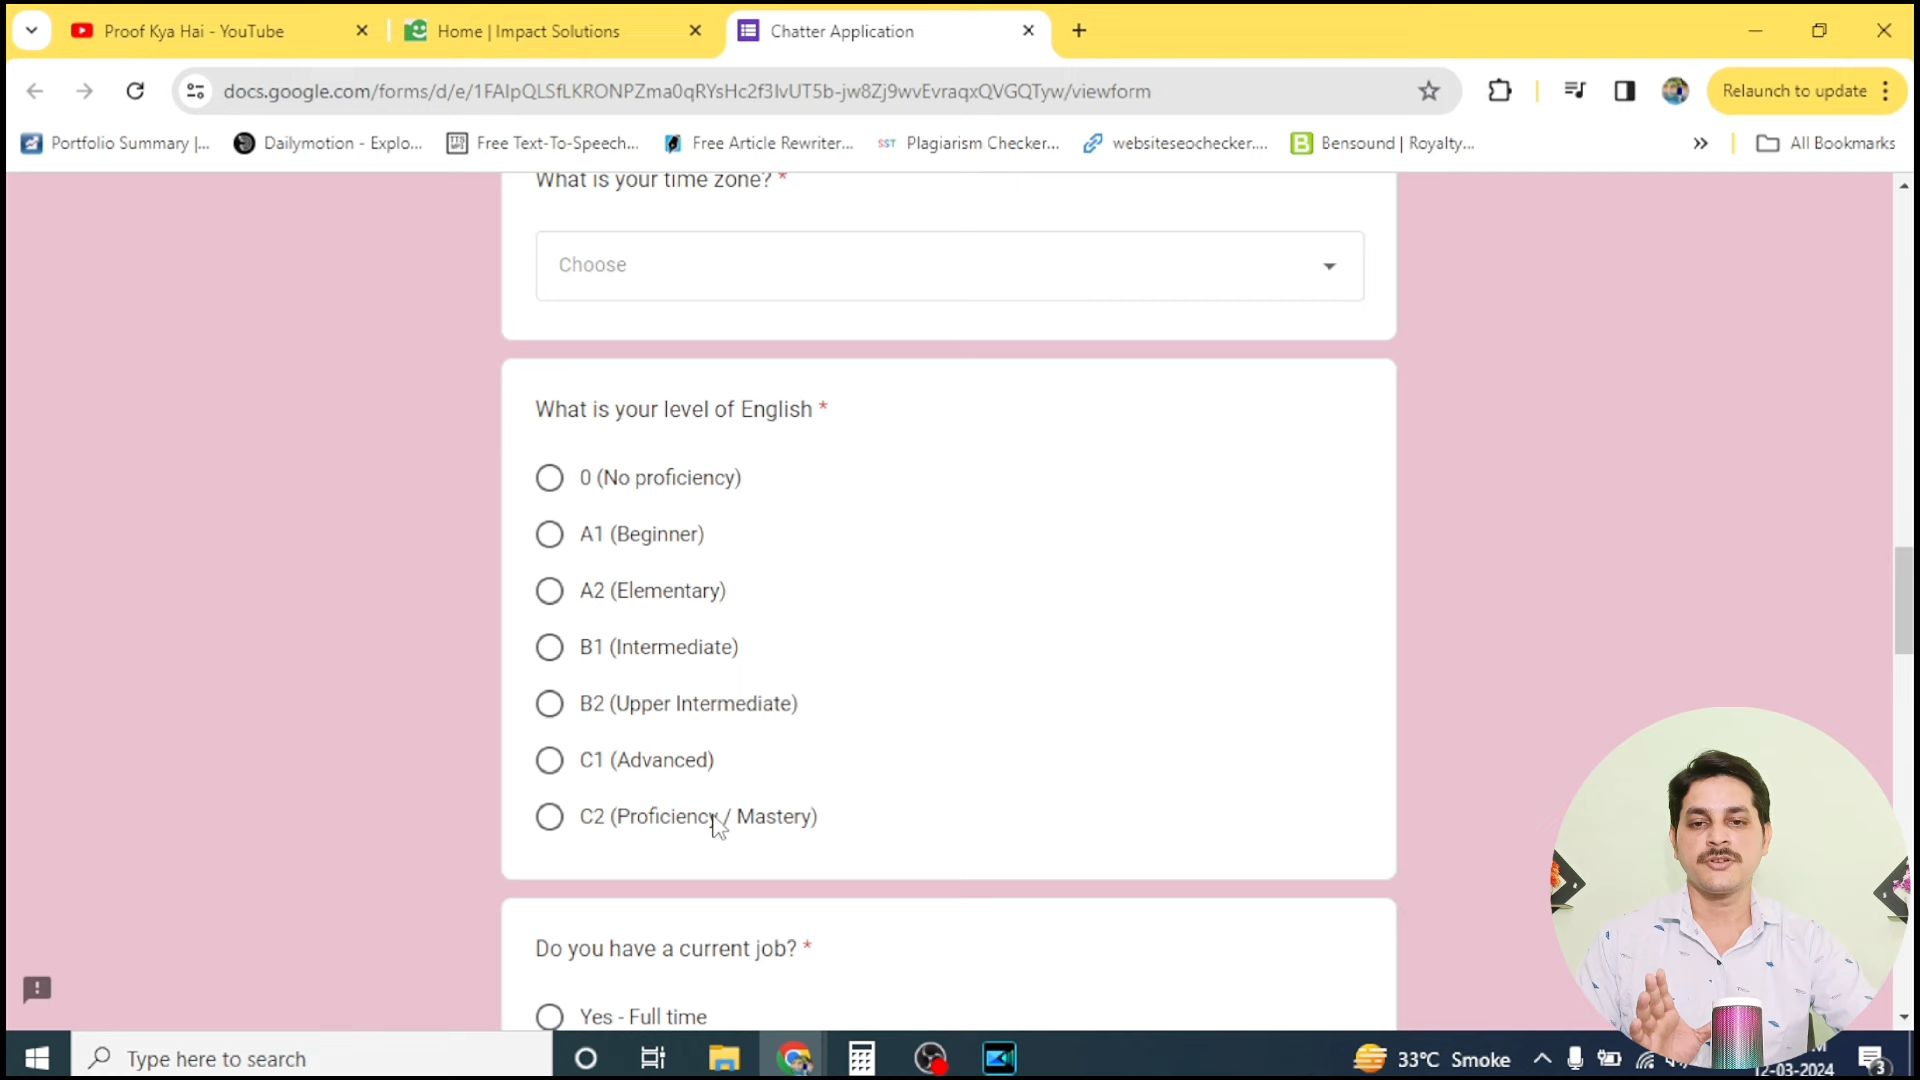 Proof Kya Hai - YouTube
Home | Impact Solutions
Chatter Application
docs.google.com/forms/d/e/1FAIpQLSfLKRONPZma0qRYsHc2f3IvUT5b-jw8Zj9wvEvraqxQVGQTyw/viewform
Relaunch to update
Portfolio Summary |...
Dailymotion - Explo...
Free Text-To-Speech...
Free Article Rewriter...
SST Plagiarism Checker...
websiteseochecker....
Bensound | Royalty...
All Bookmarks
What is your time zone? *
Choose
What is your level of English *
0 (No proficiency)
A1 (Beginner)
A2 (Elementary)
B1 (Intermediate)
B2 (Upper Intermediate)
C1 (Advanced)
C2 (Proficiency / Mastery)
Do you have a current job? *
Yes - Full time
Type here to search
33°C Smoke
12-03-2024
3